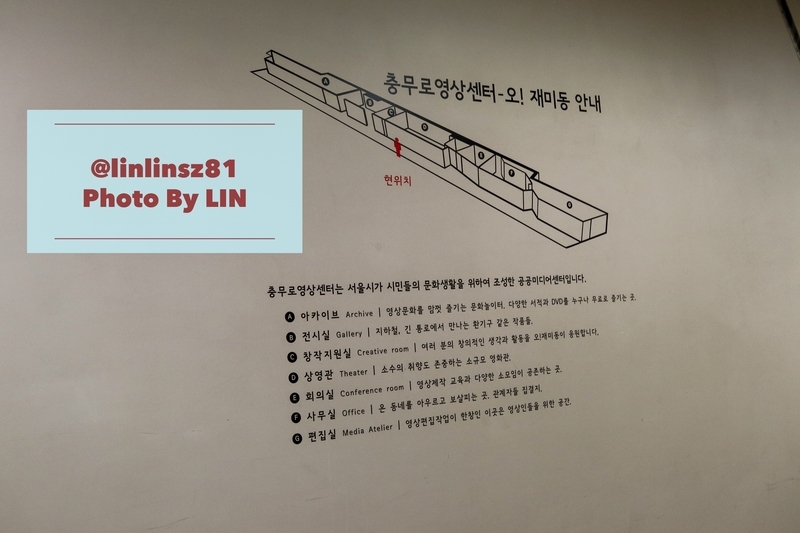 충무로영상센터-오! 재미동 안내
@linlinsz81
Photo By LIN
현위치
충무로영상센터는 서울시가 시민들의 문화생활을 위하여 조성한 공공미디어센터입니다.
A 아카이브 Archive | 영상문화를 맘껏 즐기는 문화놀이터. 다양한 서적과 DVD를 누구나 무료로 즐기는 곳.
B 전시실 Gallery | 지하철, 긴 통로에서 만나는 환기구 같은 작품들.
C 창작지원실 Creative room | 여러 분의 창의적인 생각과 활동을 오!재미동이 응원합니다.
D 상영관 Theater | 소수의 취향도 존중하는 소규모 영화관.
E 회의실 Conference room | 영상제작 교육과 다양한 소모임이 공존하는 곳.
F 사무실 Office | 온 동네를 아우르고 보살피는 곳. 관계자들 집결지.
G 편집실 Media Atelier | 영상편집작업이 한창인 이곳은 영상인들을 위한 공간.